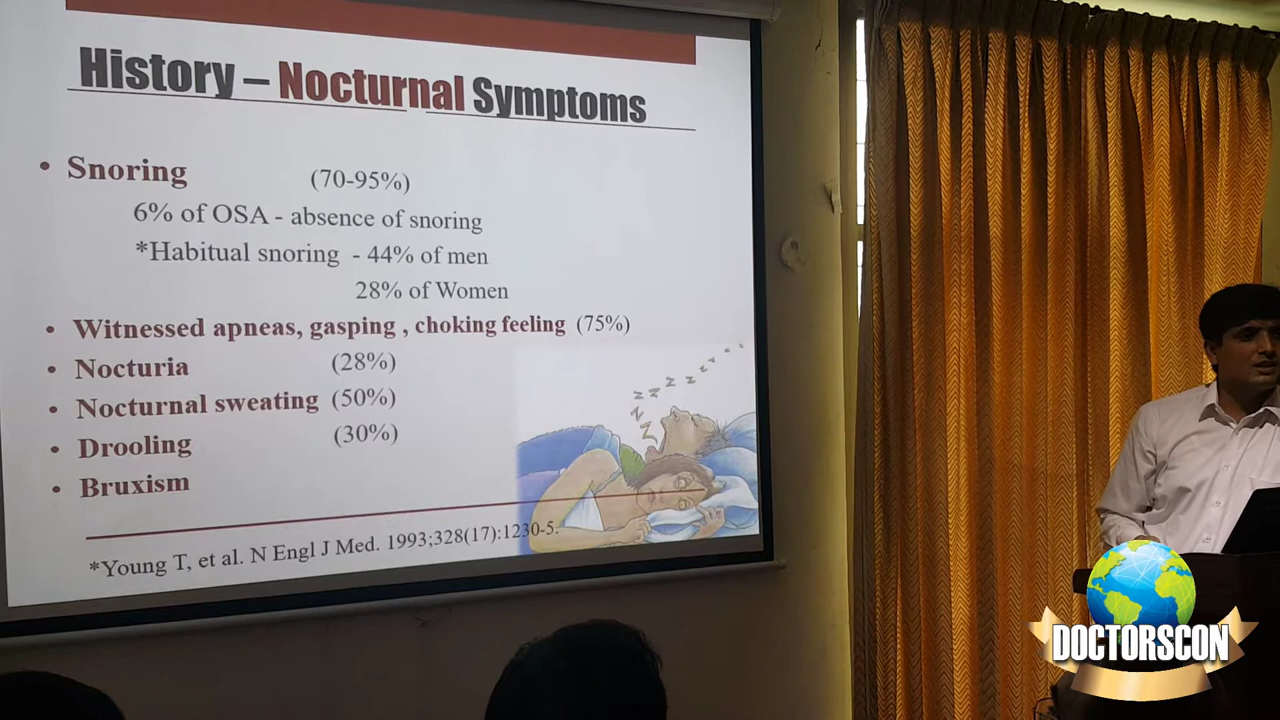 History – Nocturnal Symptoms
• Snoring (70-95%)
6% of OSA - absence of snoring
*Habitual snoring - 44% of men
28% of Women
• Witnessed apneas, gasping , choking feeling (75%)
• Nocturia (28%)
• Nocturnal sweating (50%)
• Drooling (30%)
• Bruxism
*Young T, et al. N Engl J Med. 1993;328(17):1230-5.
z z z z z z z z
DOCTORSCON